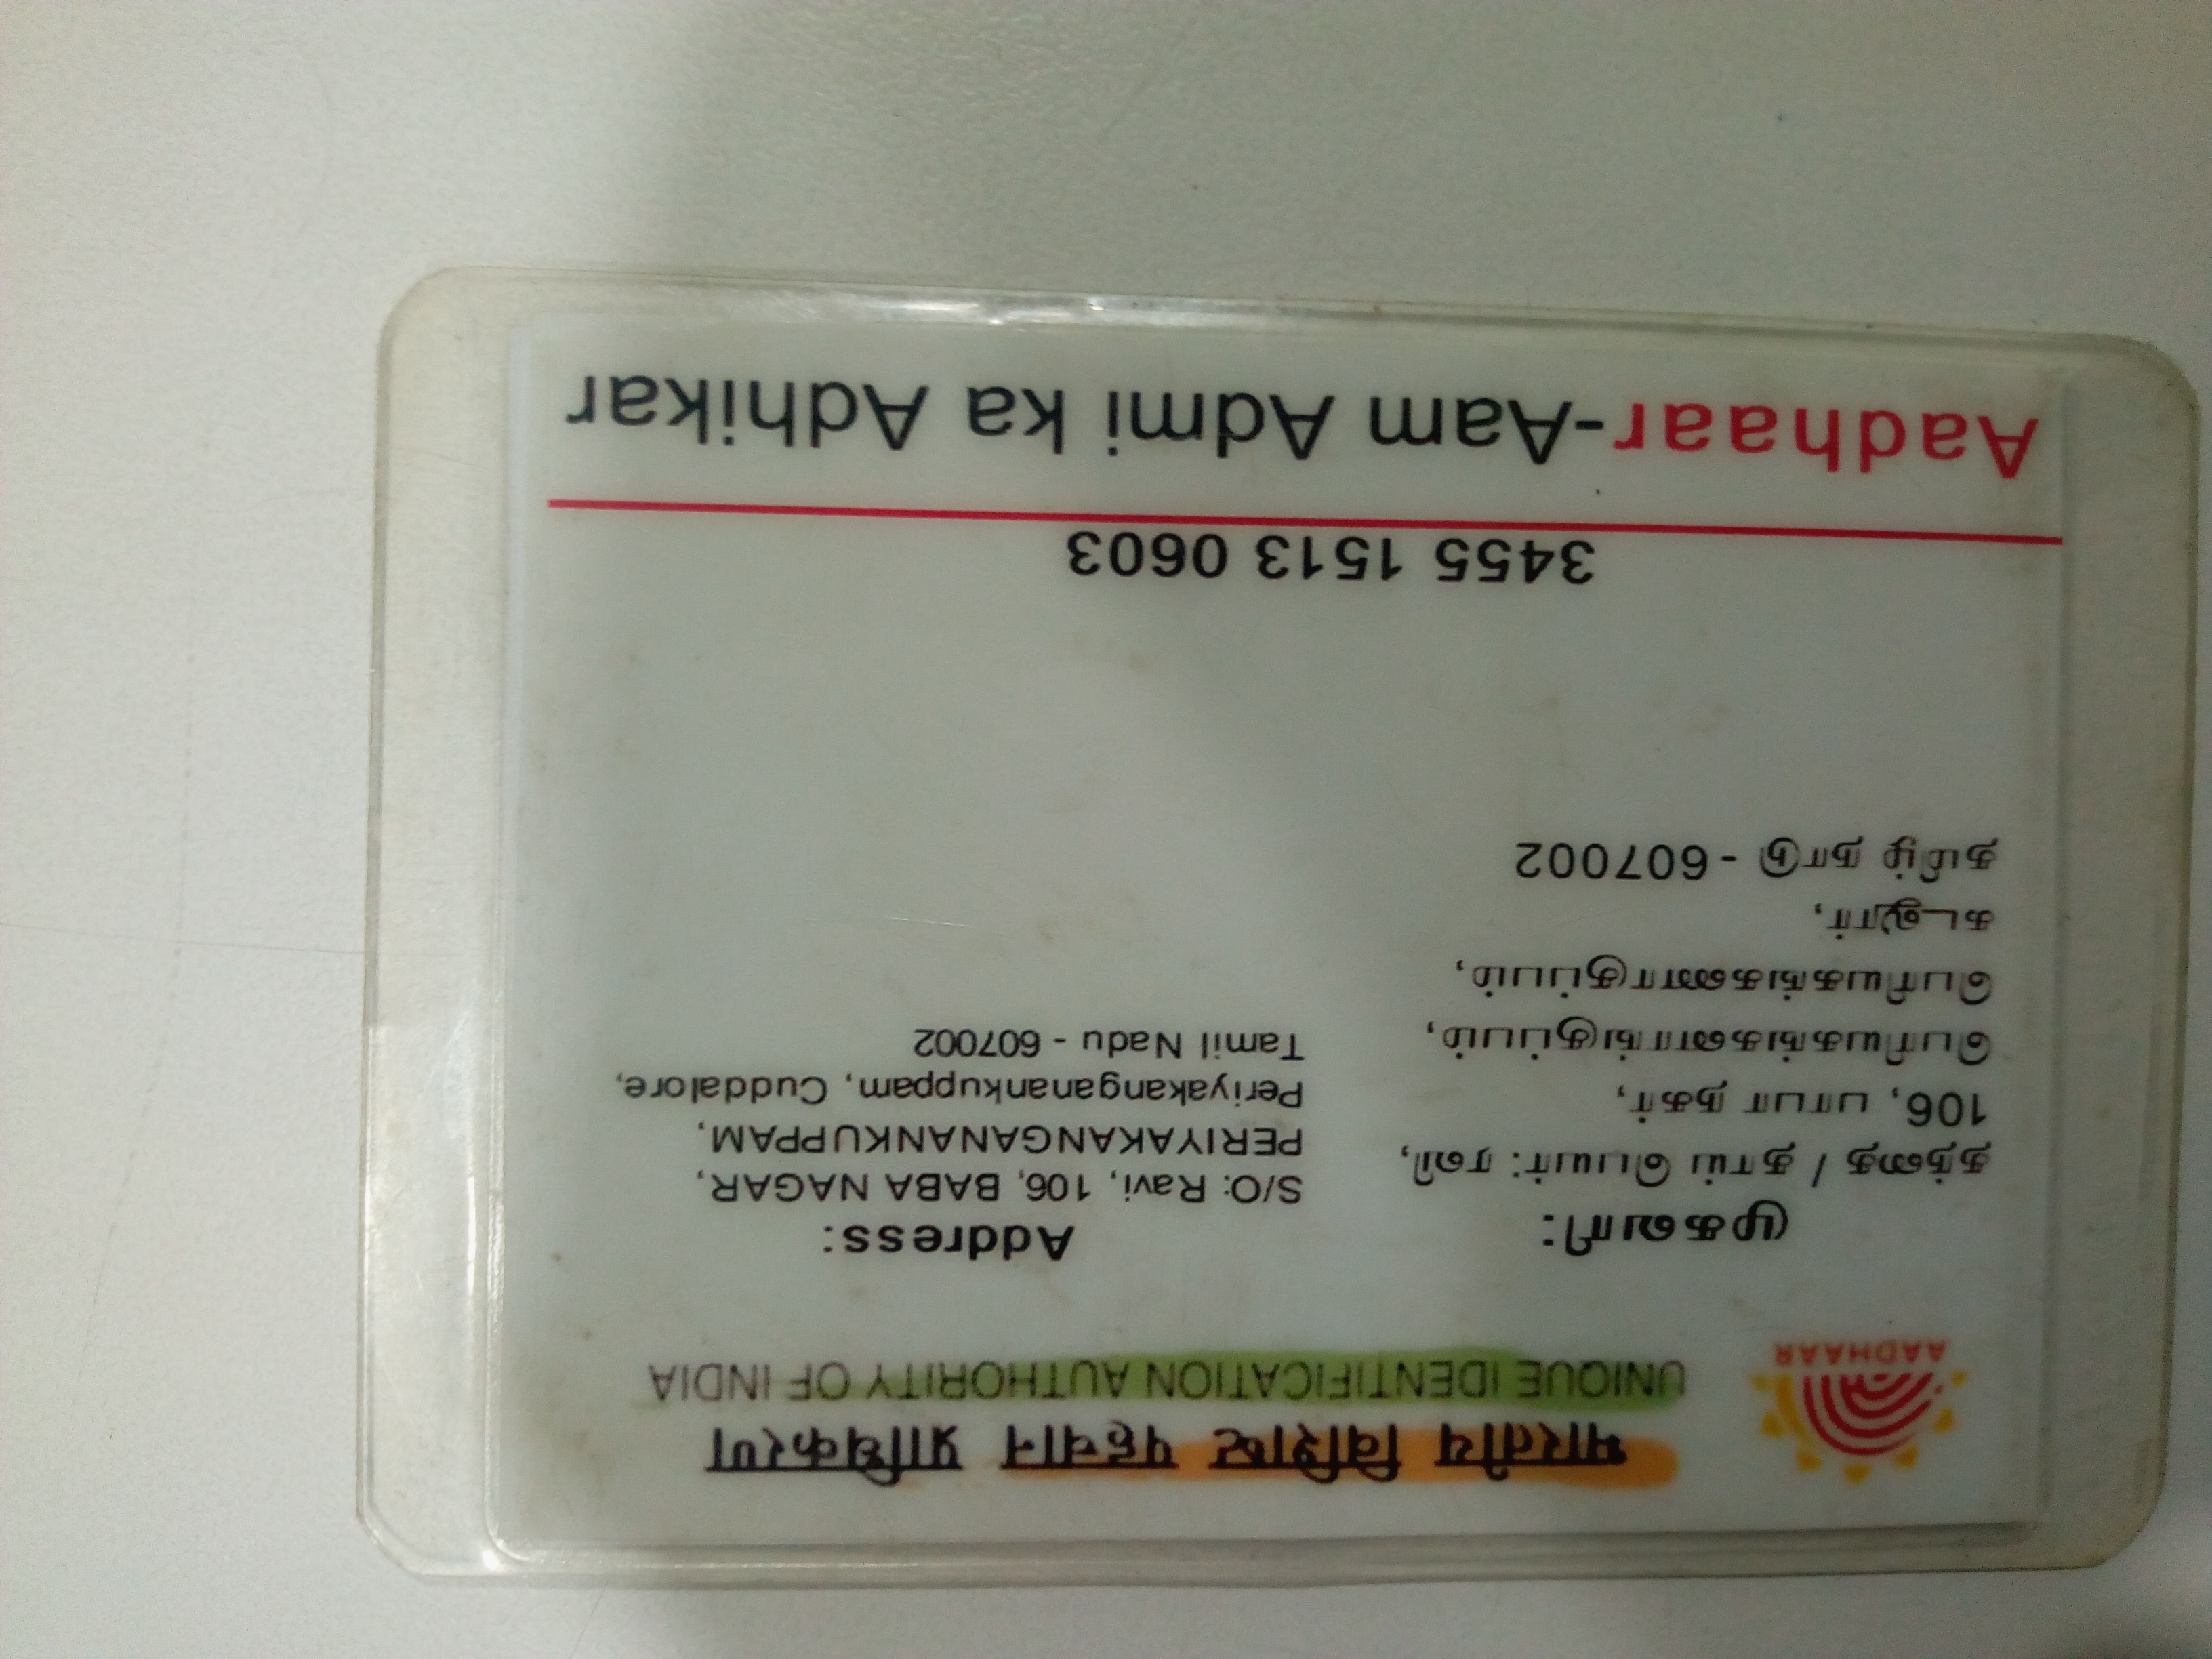 भारतीय विशिष्ट पहचान प्राधिकरण
UNIQUE IDENTIFICATION AUTHORITY OF INDIA
AADHAAR
முகவரி:
தந்தை / தாய் பெயர்: ரவி,
106, பாபா நகர்,
பெரியகங்கணாங்குப்பம்,
பெரியகங்கணாகுப்பம்,
கடலூர்,
தமிழ் நாடு - 607002
Address:
S/O: Ravi, 106, BABA NAGAR,
PERIYAKANGANANKUPPAM,
Periyakanganankuppam, Cuddalore,
Tamil Nadu - 607002
3455 1513 0603
Aadhaar-Aam Admi ka Adhikar